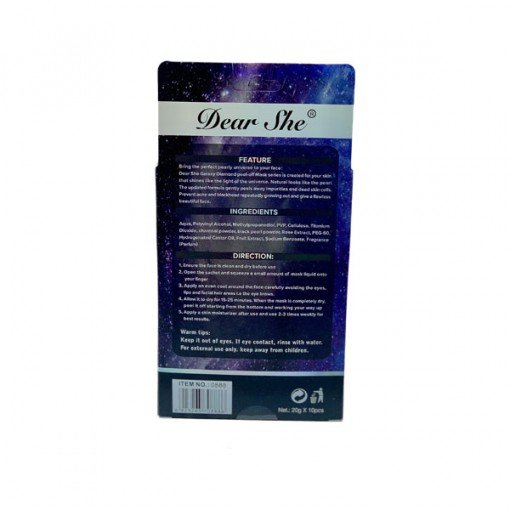 Dear She®
FEATURE
Bring the perfect pearly universe to your face:
Dear She Galaxy Diamond peel-off Mask series is created for your skin
that shines like the light of the universe. Natural looks like the pearl.
The updated formula gently peels away impurities and dead skin cells.
Prevent acne and blackhead repeatedly growing out and give a flawless
beautiful face.
INGREDIENTS
Aqua, Polyvinyl Alconal, Methylpropanediol, PVP, Cellulose, Titanium
Dioxide, charcoal powder, black pearl powder, Rose Extract, PEG-60,
Hydrogenated Castor Oil, Fruit Extract, Sodium Benzoate, Fragrance
(Parfum)
DIRECTION:
1. Ensure the face is clean and dry before use
2. Open the sachet and sequeeze a small amount of mask liquid onto
your finger
3. Apply an even coat around the face carefully avoiding the eyes,
lips and facial hair areas i.e the eye brows.
4. Allow it to dry for 15-25 minutes. When the mask is completely dry,
peel it off starting from the bottom and working your way up
5. Apply a skin moisturizer after use and use 2-3 times weekly for
best results.
Warm tips:
Keep it out of eyes. If eye contact, rinse with water.
For external use only, keep away from children.
ITEM NO.:
Net.: 20g X 10pcs